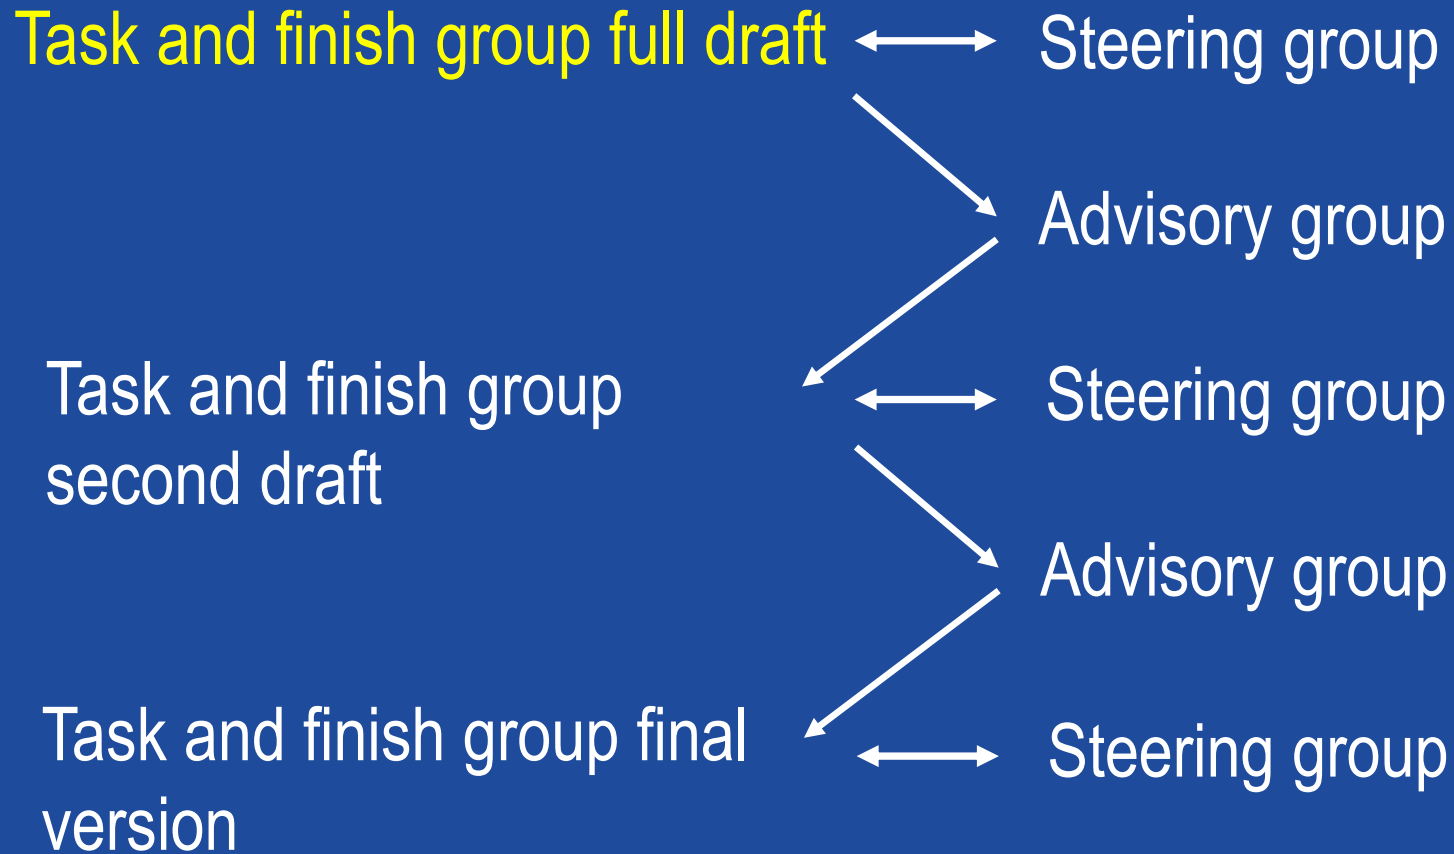 Task and finish group full draft
Steering group
Advisory group
Task and finish group
second draft
Steering group
Advisory group
Task and finish group final
version
Steering group